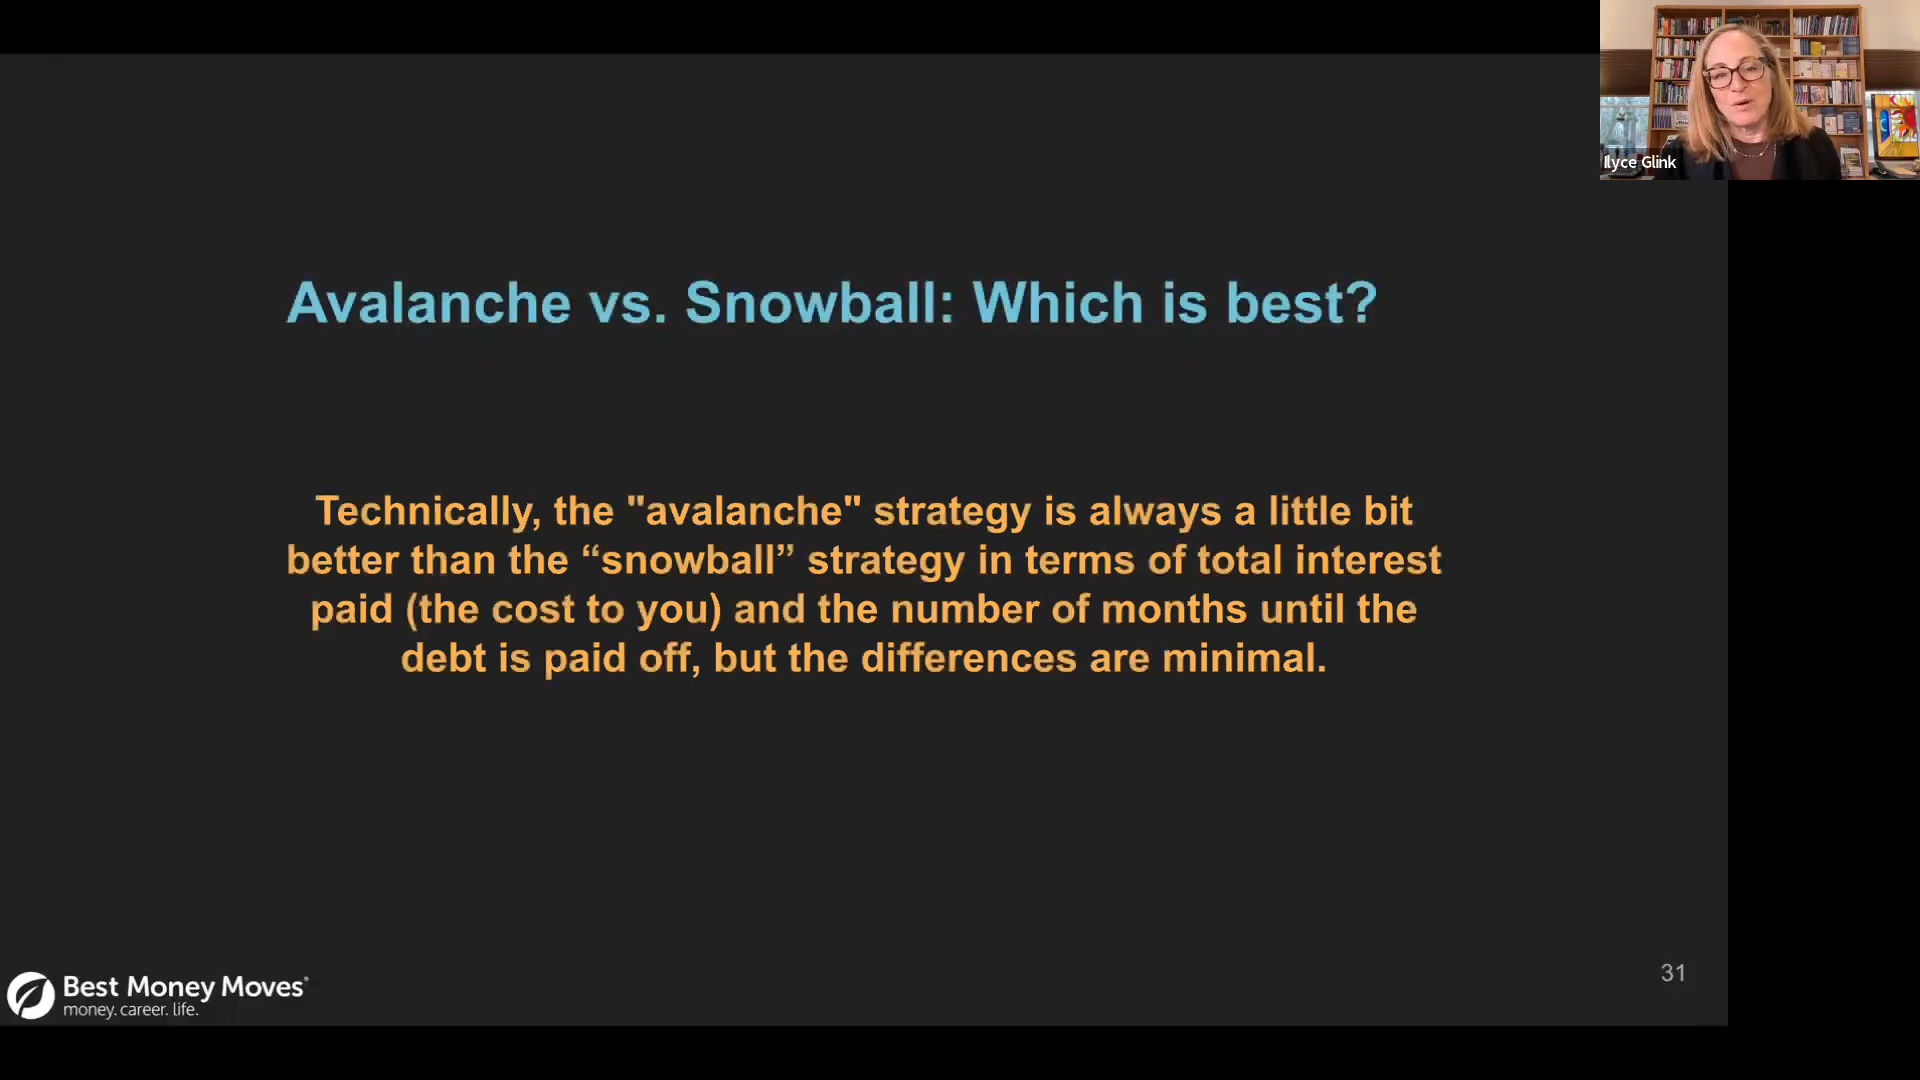 Ilyce Glink
Avalanche vs. Snowball: Which is best?
Technically, the "avalanche" strategy is always a little bit
better than the “snowball” strategy in terms of total interest
paid (the cost to you) and the number of months until the
debt is paid off, but the differences are minimal.
Best Money Moves®
money. career. life.
31